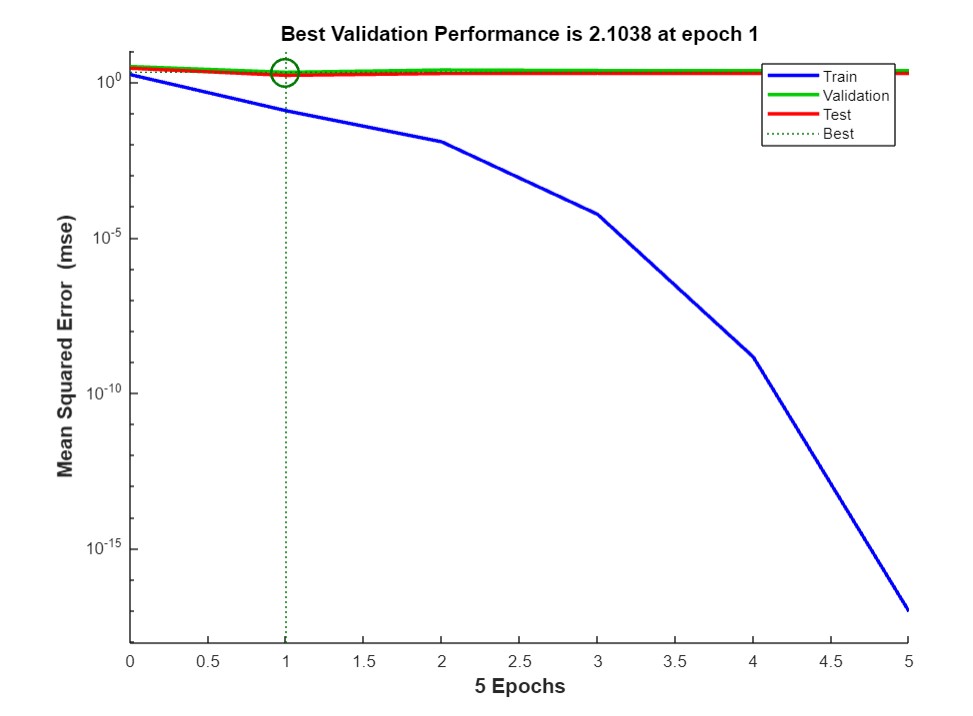 Best Validation Performance is 2.1038 at epoch 1
Mean Squared Error (mse)
10^0
10^-5
10^-10
10^-15
Train
Validation
Test
Best
0 0.5 1 1.5 2 2.5 3 3.5 4 4.5 5
5 Epochs